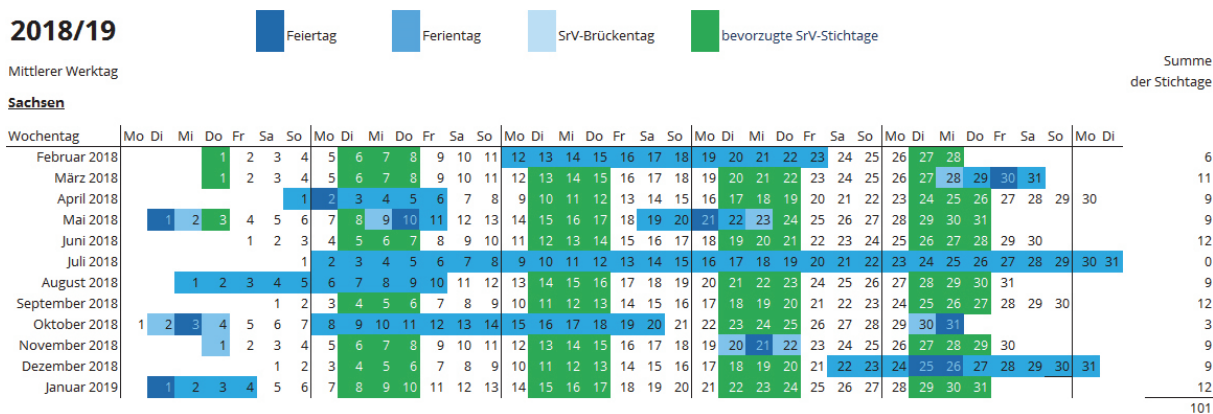 2018/19 Feiertag Ferientag SrV-Brückentag bevorzugte SrV-Stichtage
Summe
Mittlerer Werktag
der Stichtage
Sachsen
Wochentag Mo Di Mi Do Fr Sa So Mo Di Mi Do Fr Sa So Mo Di Mi Do Fr Sa So Mo Di Mi Do Fr Sa So Mo Di Mi Do Fr Sa So Mo Di
Februar 2018 1 2 3 4 5 6 7 8 9 10 11 12 13 14 15 16 17 18 19 20 21 22 23 24 25 26 27 28 6
März 2018 1 2 3 4 5 6 7 8 9 10 11 12 13 14 15 16 17 18 19 20 21 22 23 24 25 26 27 28 29 30 31 11
April 2018 1 2 3 4 5 6 7 8 9 10 11 12 13 14 15 16 17 18 19 20 21 22 23 24 25 26 27 28 29 30 9
Mai 2018 1 2 3 4 5 6 7 8 9 10 11 12 13 14 15 16 17 18 19 20 21 22 23 24 25 26 27 28 29 30 31 9
Juni 2018 1 2 3 4 5 6 7 8 9 10 11 12 13 14 15 16 17 18 19 20 21 22 23 24 25 26 27 28 29 30 12
Juli 2018 1 2 3 4 5 6 7 8 9 10 11 12 13 14 15 16 17 18 19 20 21 22 23 24 25 26 27 28 29 30 31 0
August 2018 1 2 3 4 5 6 7 8 9 10 11 12 13 14 15 16 17 18 19 20 21 22 23 24 25 26 27 28 29 30 31 9
September 2018 1 2 3 4 5 6 7 8 9 10 11 12 13 14 15 16 17 18 19 20 21 22 23 24 25 26 27 28 29 30 12
Oktober 2018 1 2 3 4 5 6 7 8 9 10 11 12 13 14 15 16 17 18 19 20 21 22 23 24 25 26 27 28 29 30 31 3
November 2018 1 2 3 4 5 6 7 8 9 10 11 12 13 14 15 16 17 18 19 20 21 22 23 24 25 26 27 28 29 30 9
Dezember 2018 1 2 3 4 5 6 7 8 9 10 11 12 13 14 15 16 17 18 19 20 21 22 23 24 25 26 27 28 29 30 31 9
Januar 2019 1 2 3 4 5 6 7 8 9 10 11 12 13 14 15 16 17 18 19 20 21 22 23 24 25 26 27 28 29 30 31 12
101